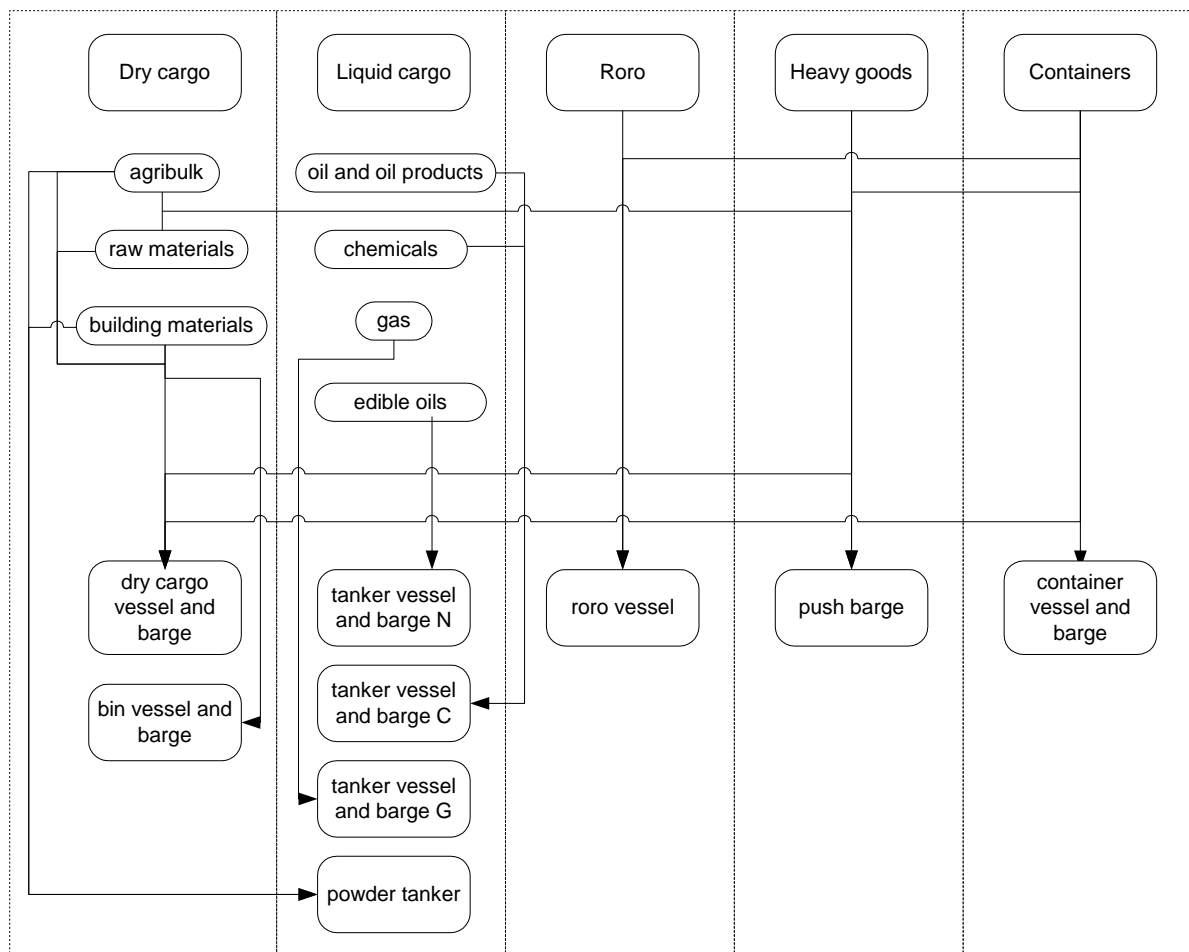 Dry cargo
Liquid cargo
Roro
Heavy goods
Containers
agribulk
oil and oil products
raw materials
chemicals
building materials
gas
edible oils
dry cargo
vessel and
barge
tanker vessel
and barge N
roro vessel
push barge
container
vessel and
barge
bin vessel and
barge
tanker vessel
and barge C
tanker vessel
and barge G
powder tanker